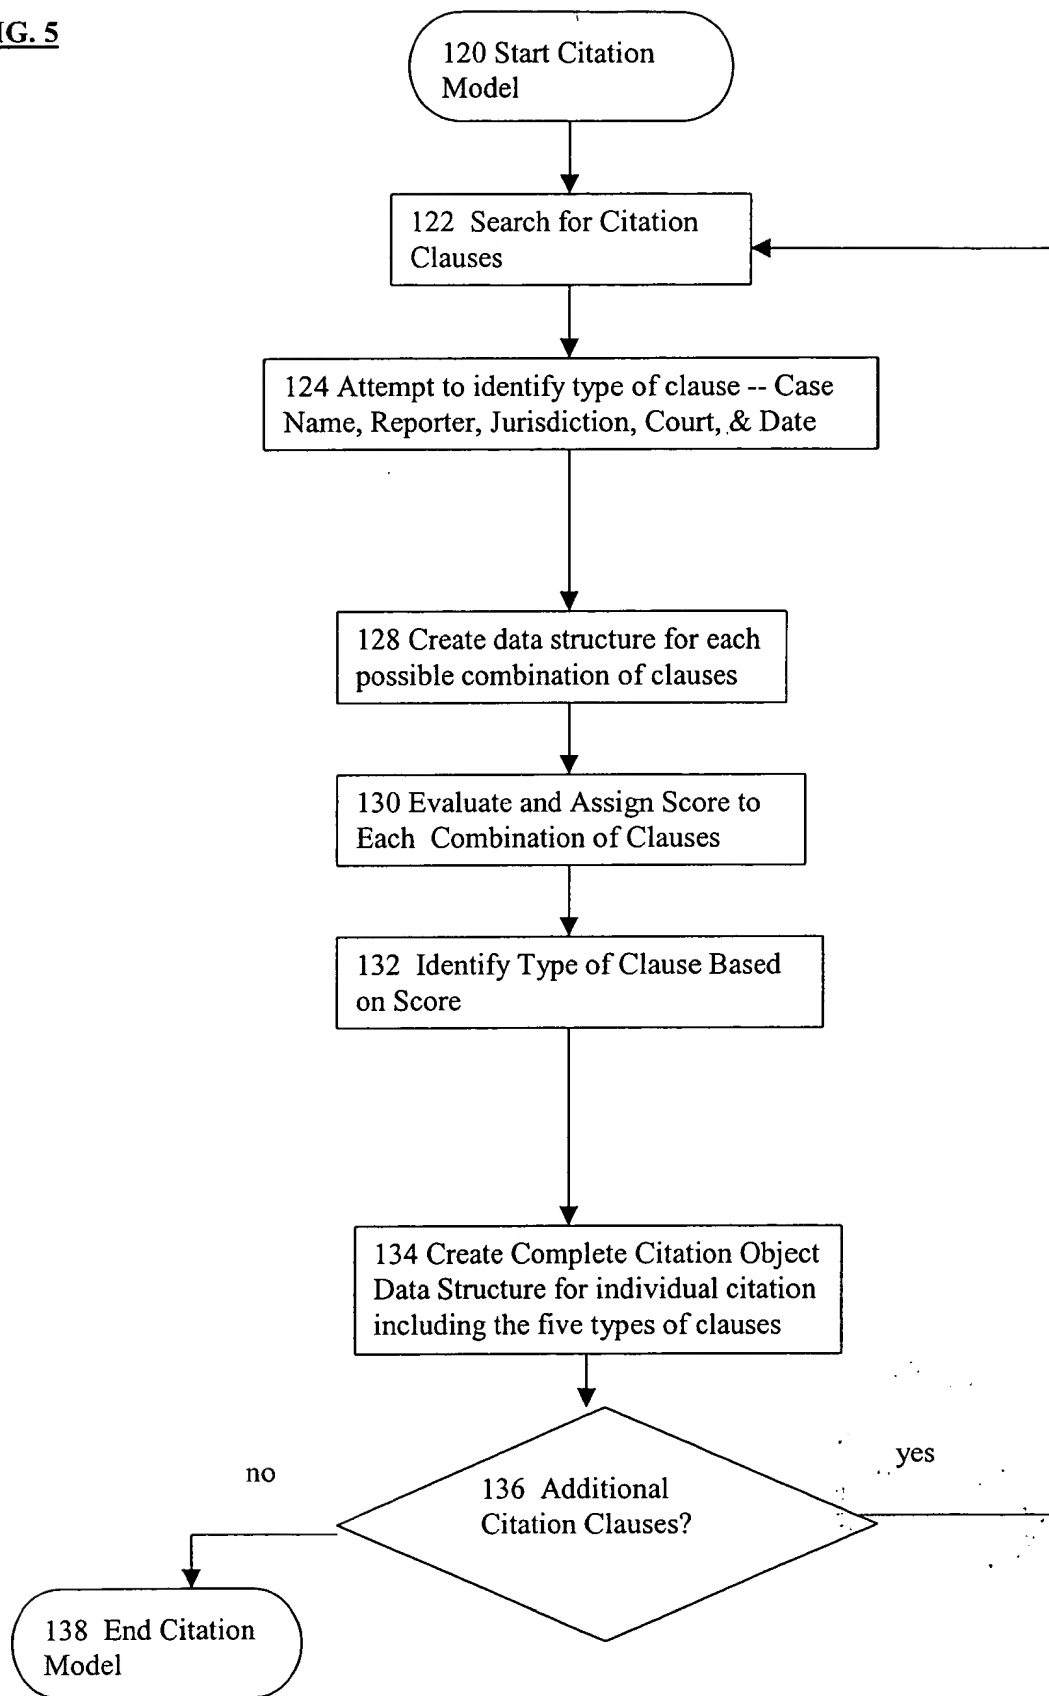 IG. 5
120 Start Citation
Model
122 Search for Citation
Clauses
124 Attempt to identify type of clause -- Case
Name, Reporter, Jurisdiction, Court, & Date
128 Create data structure for each
possible combination of clauses
130 Evaluate and Assign Score to
Each Combination of Clauses
132 Identify Type of Clause Based
on Score
134 Create Complete Citation Object
Data Structure for individual citation
including the five types of clauses
yes
no
136 Additional
Citation Clauses?
138 End Citation
Model